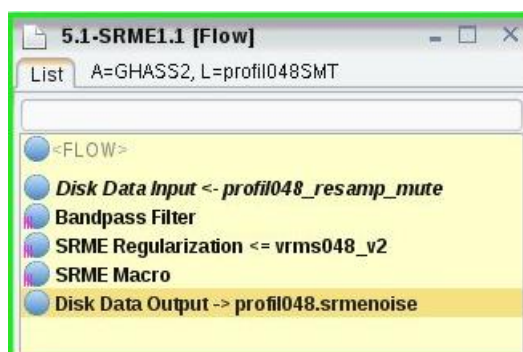 5.1-SRME1.1 [Flow]
List A=GHASS2, L=profil048SMT
<FLOW>
Disk Data Input <- profil048_resamp_mute
Bandpass Filter
SRME Regularization <= vrms048_v2
SRME Macro
Disk Data Output -> profil048.srmenoise